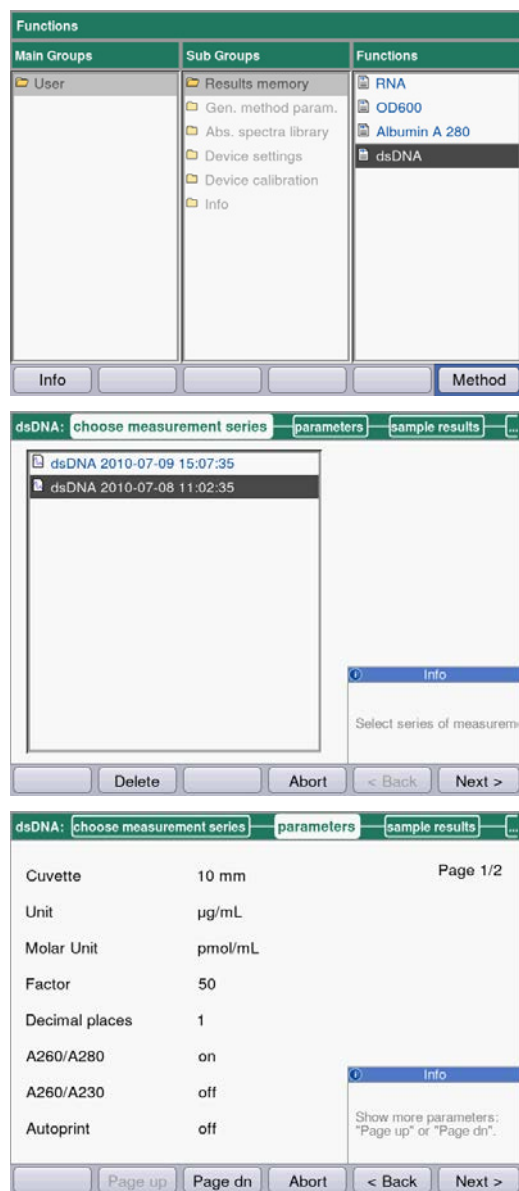 Functions
Main Groups Sub Groups Functions
User Results memory RNA
Gen. method param. OD600
Abs. spectra library Albumin A 280
Device settings dsDNA
Device calibration
Info
Info Method
dsDNA: choose measurement series parameters sample results ...
dsDNA 2010-07-09 15:07:35
dsDNA 2010-07-08 11:02:35
Info
Select series of measurem
Delete Abort < Back Next >
dsDNA: choose measurement series parameters sample results ...
Cuvette 10 mm Page 1/2
Unit µg/mL
Molar Unit pmol/mL
Factor 50
Decimal places 1
A260/A280 on
Info
A260/A230 off
Show more parameters:
"Page up" or "Page dn".
Autoprint off
Page up Page dn Abort < Back Next >